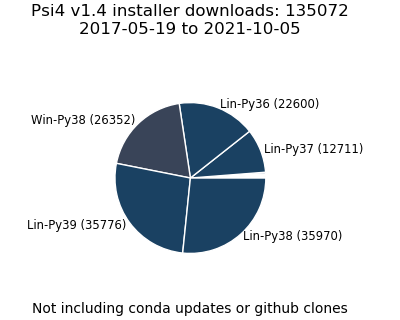 Psi4 v1.4 installer downloads: 135072
2017-05-19 to 2021-10-05
Lin-Py36 (22600)
Win-Py38 (26352)
Lin-Py37 (12711)
Lin-Py39 (35776)
Lin-Py38 (35970)
Not including conda updates or github clones